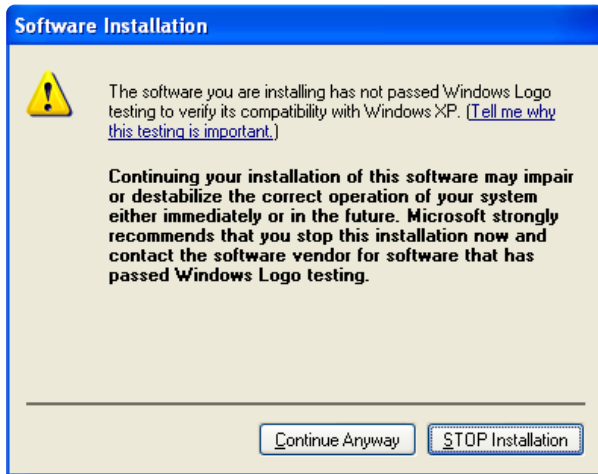 Software Installation
The software you are installing has not passed Windows Logo
testing to verify its compatibility with Windows XP. (Tell me why
this testing is important.)
Continuing your installation of this software may impair
or destabilize the correct operation of your system
either immediately or in the future. Microsoft strongly
recommends that you stop this installation now and
contact the software vendor for software that has
passed Windows Logo testing.
Continue Anyway
STOP Installation